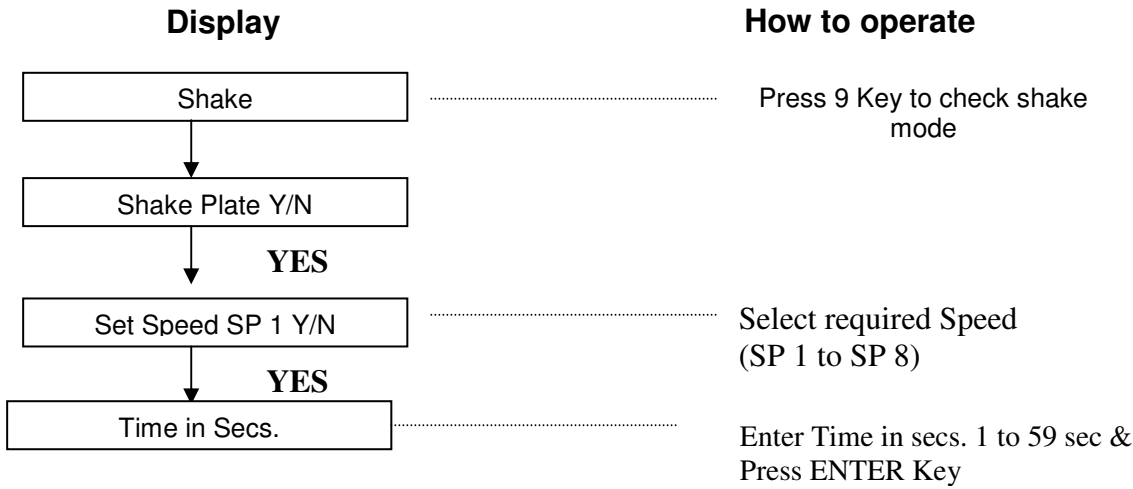 Display
How to operate
Shake
Press 9 Key to check shake
mode
Shake Plate Y/N
YES
Set Speed SP 1 Y/N
Select required Speed
(SP 1 to SP 8)
YES
Time in Secs.
Enter Time in secs. 1 to 59 sec &
Press ENTER Key